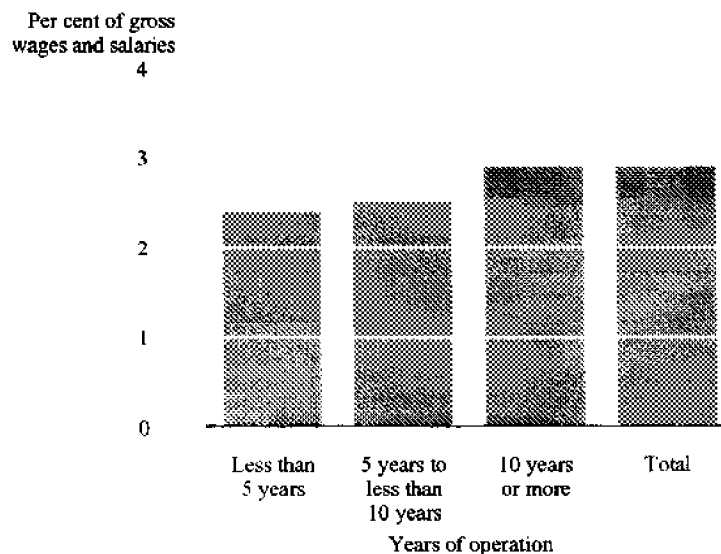 Per cent of gross
wages and salaries
4
3
2
1
0
Less than
5 years
5 years to
less than
10 years
10 years
or more
Total
Years of operation